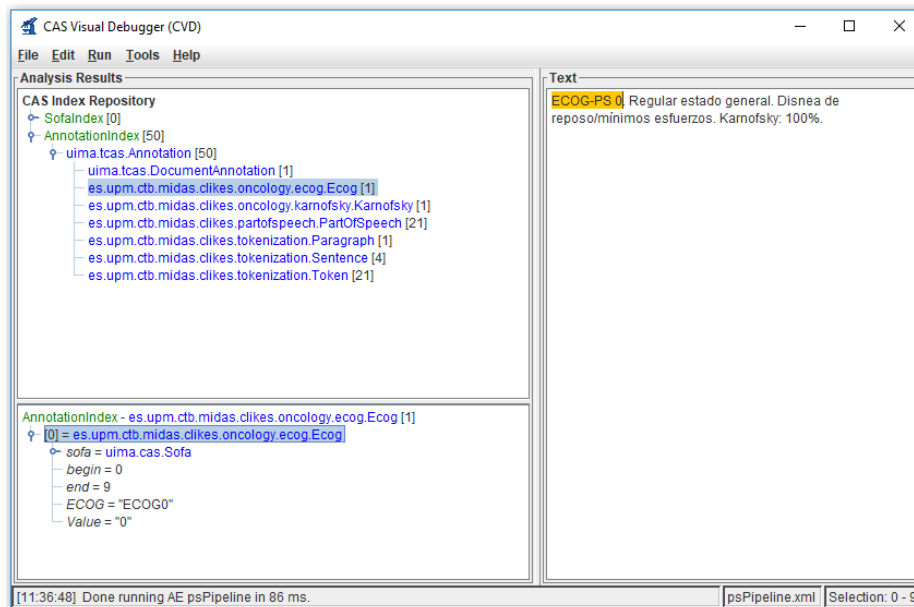 CAS Visual Debugger (CVD)
File Edit Run Tools Help
Analysis Results
CAS Index Repository
SofaIndex [0]
AnnotationIndex [50]
uima.tcas.Annotation [50]
uima.tcas.DocumentAnnotation [1]
es.upm.ctb.midas.clikes.oncology.ecog.Ecog [1]
es.upm.ctb.midas.clikes.oncology.karnofsky.Karnofsky [1]
es.upm.ctb.midas.clikes.partofspeech.PartOfSpeech [21]
es.upm.ctb.midas.clikes.tokenization.Paragraph [1]
es.upm.ctb.midas.clikes.tokenization.Sentence [4]
es.upm.ctb.midas.clikes.tokenization.Token [21]
AnnotationIndex - es.upm.ctb.midas.clikes.oncology.ecog.Ecog [1]
[0] = es.upm.ctb.midas.clikes.oncology.ecog.Ecog
sofa = uima.cas.Sofa
begin = 0
end = 9
ECOG = "ECOG0"
Value = "0"
Text
ECOG-PS 0. Regular estado general. Disnea de
reposo/mínimos esfuerzos. Karnofsky: 100%.
[11:36:48] Done running AE psPipeline in 86 ms.
psPipeline.xml
Selection: 0 - 9